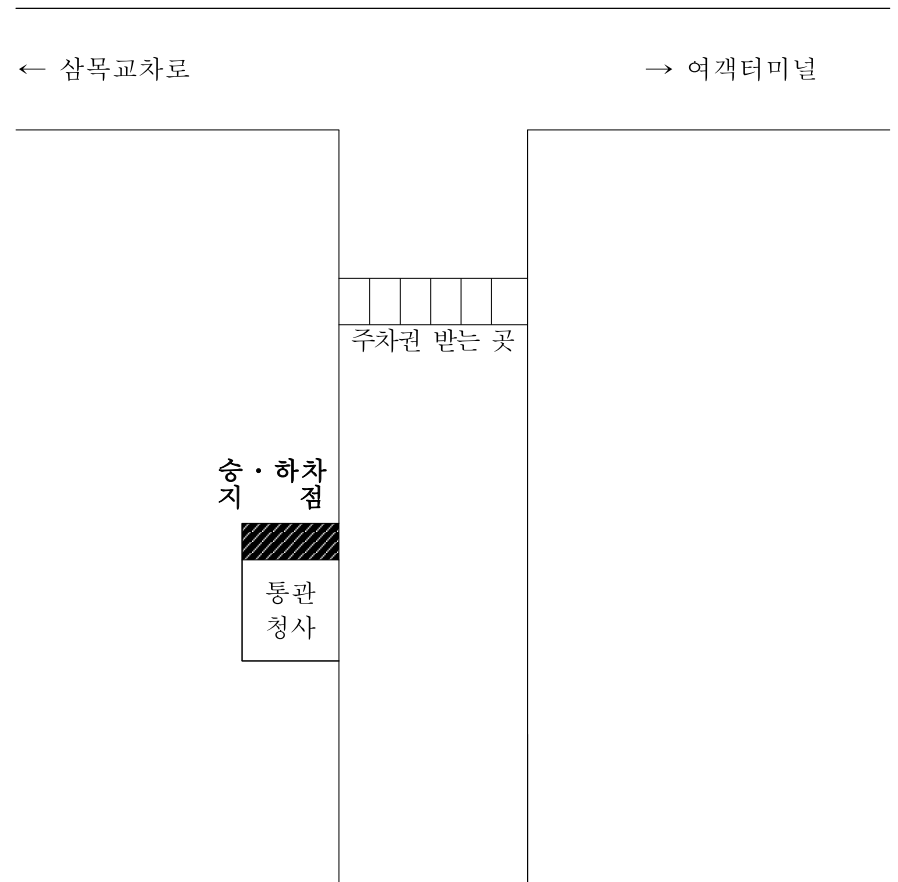 ← 삼목교차로
→ 여객터미널
주차권 받는 곳
승·하차
지 점
통관
청사